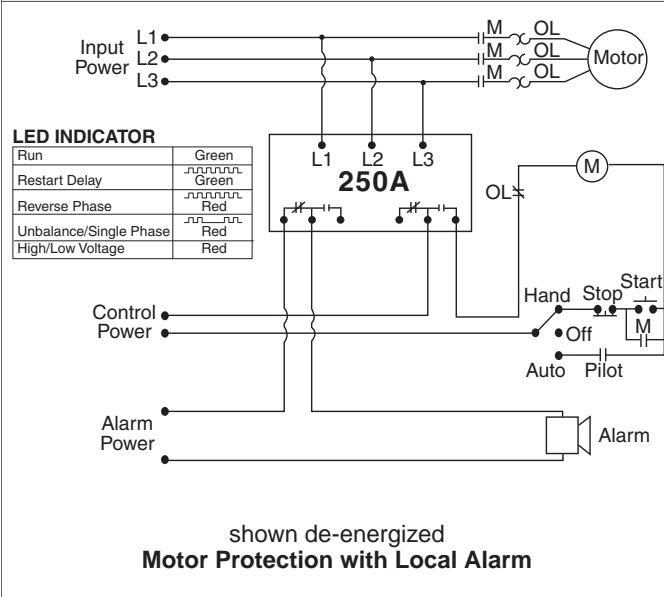 M OL
L1
Input Power
L2
M OL
Motor
L3
M OL
LED INDICATOR
Run Green
Restart Delay Green
Reverse Phase Red
Unbalance/Single Phase Red
High/Low Voltage Red
L1 L2 L3
250A
M
OL
Control Power
Hand Stop Start
Off M
Auto Pilot
Alarm Power
Alarm
shown de-energized
Motor Protection with Local Alarm